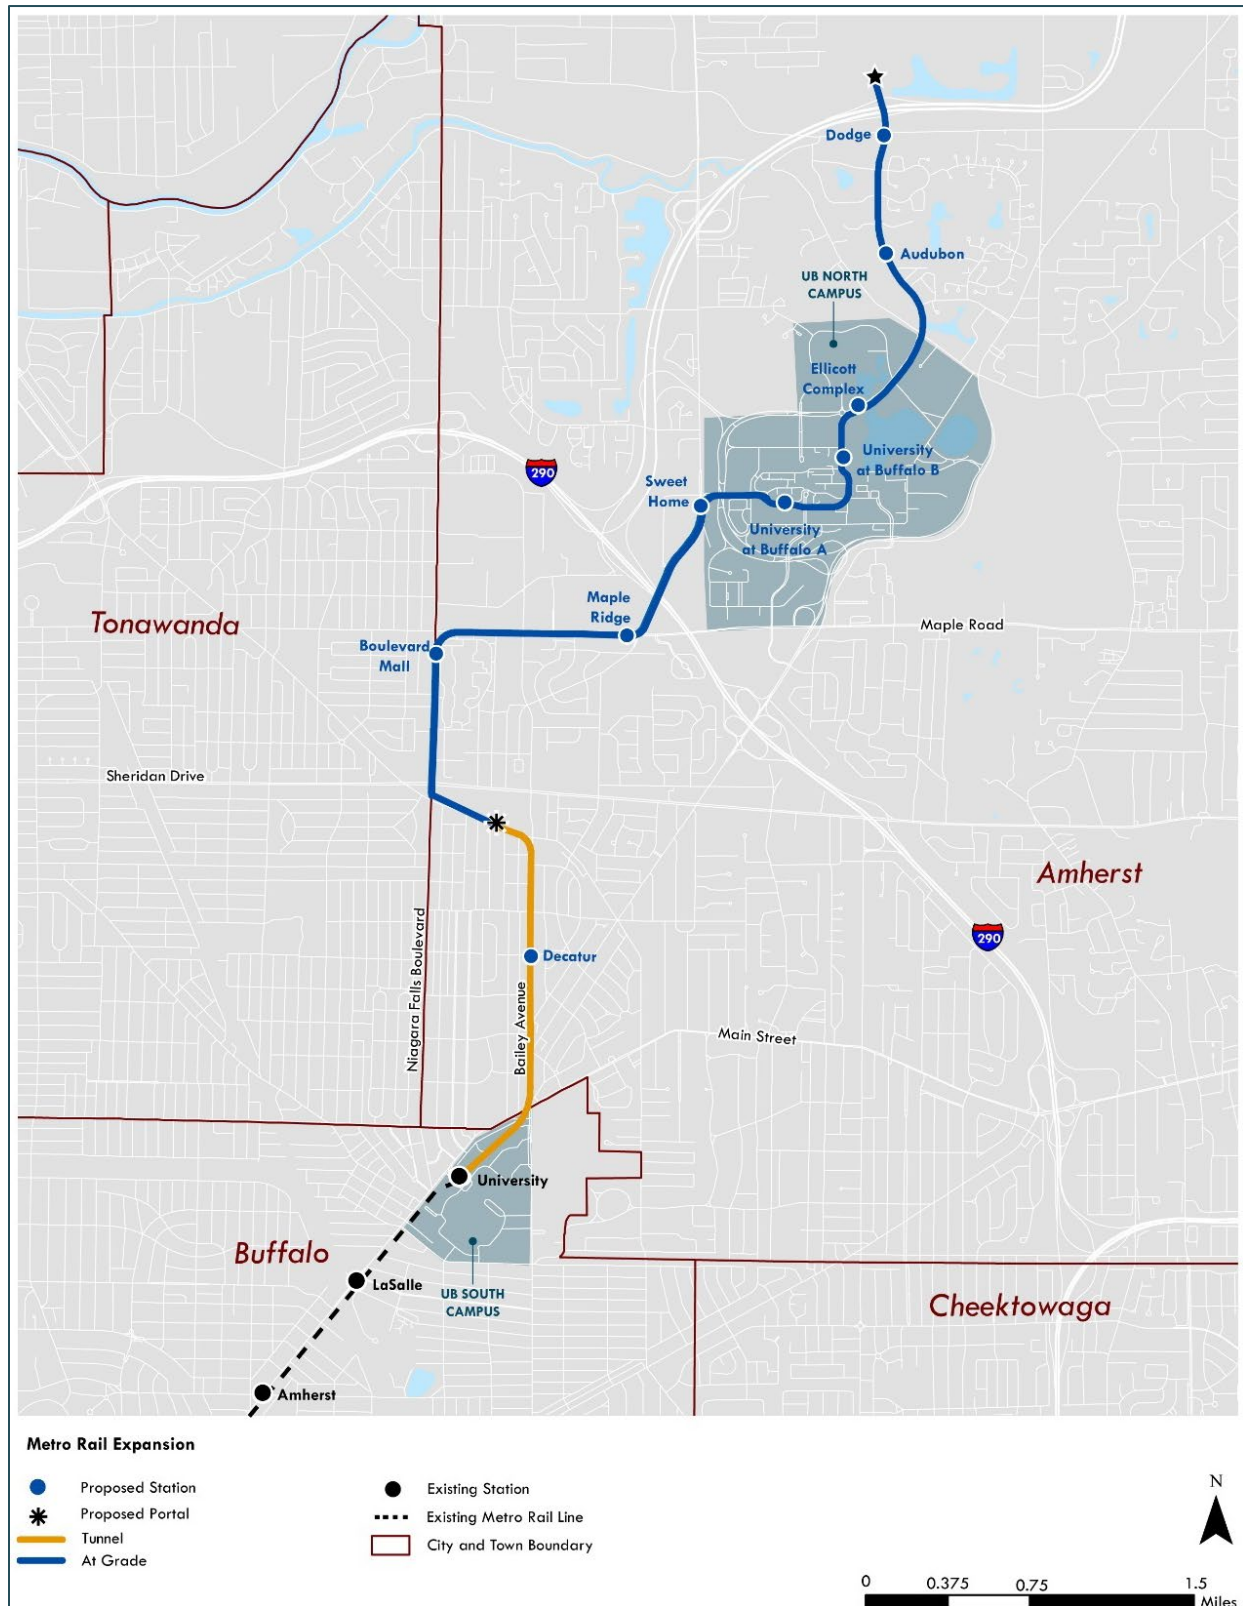 Dodge
Audubon
UB NORTH
CAMPUS
Ellicott
Complex
University
at Buffalo B
290
Sweet
Home
University
at Buffalo A
Maple
Ridge
Tonawanda
Maple Road
Boulevard
Mall
Sheridan Drive
Amherst
Niagara Falls Boulevard
290
Decatur
Bailey Avenue
Main Street
University
Buffalo
LaSalle
UB SOUTH
CAMPUS
Cheektowaga
Amherst
Metro Rail Expansion
Proposed Station
Proposed Portal
Tunnel
At Grade
Existing Station
Existing Metro Rail Line
City and Town Boundary
N
0 0.375 0.75 1.5
Miles